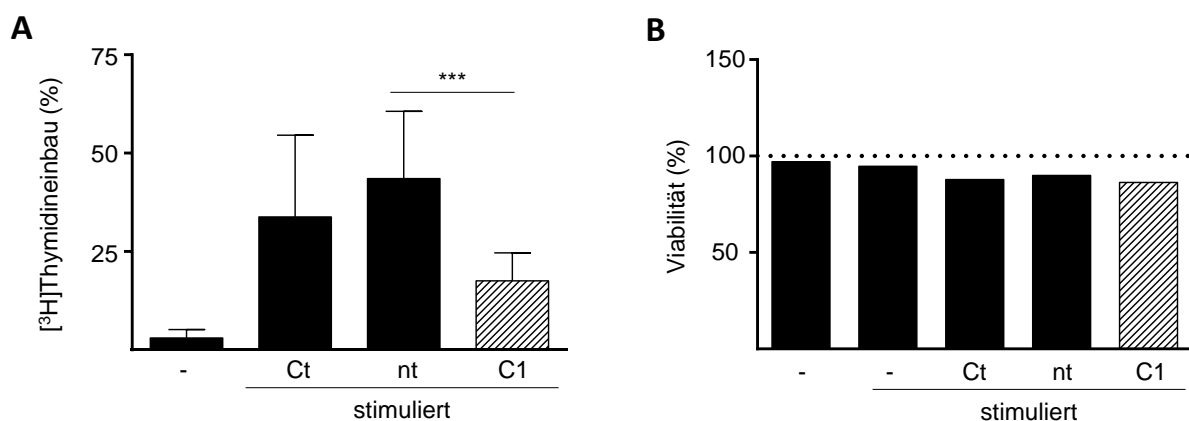 A
[³H]Thymidineinbau (%)
75
50
25
***
- Ct nt C1
stimuliert
B
Viabilität (%)
150
100
50
- - Ct nt C1
stimuliert